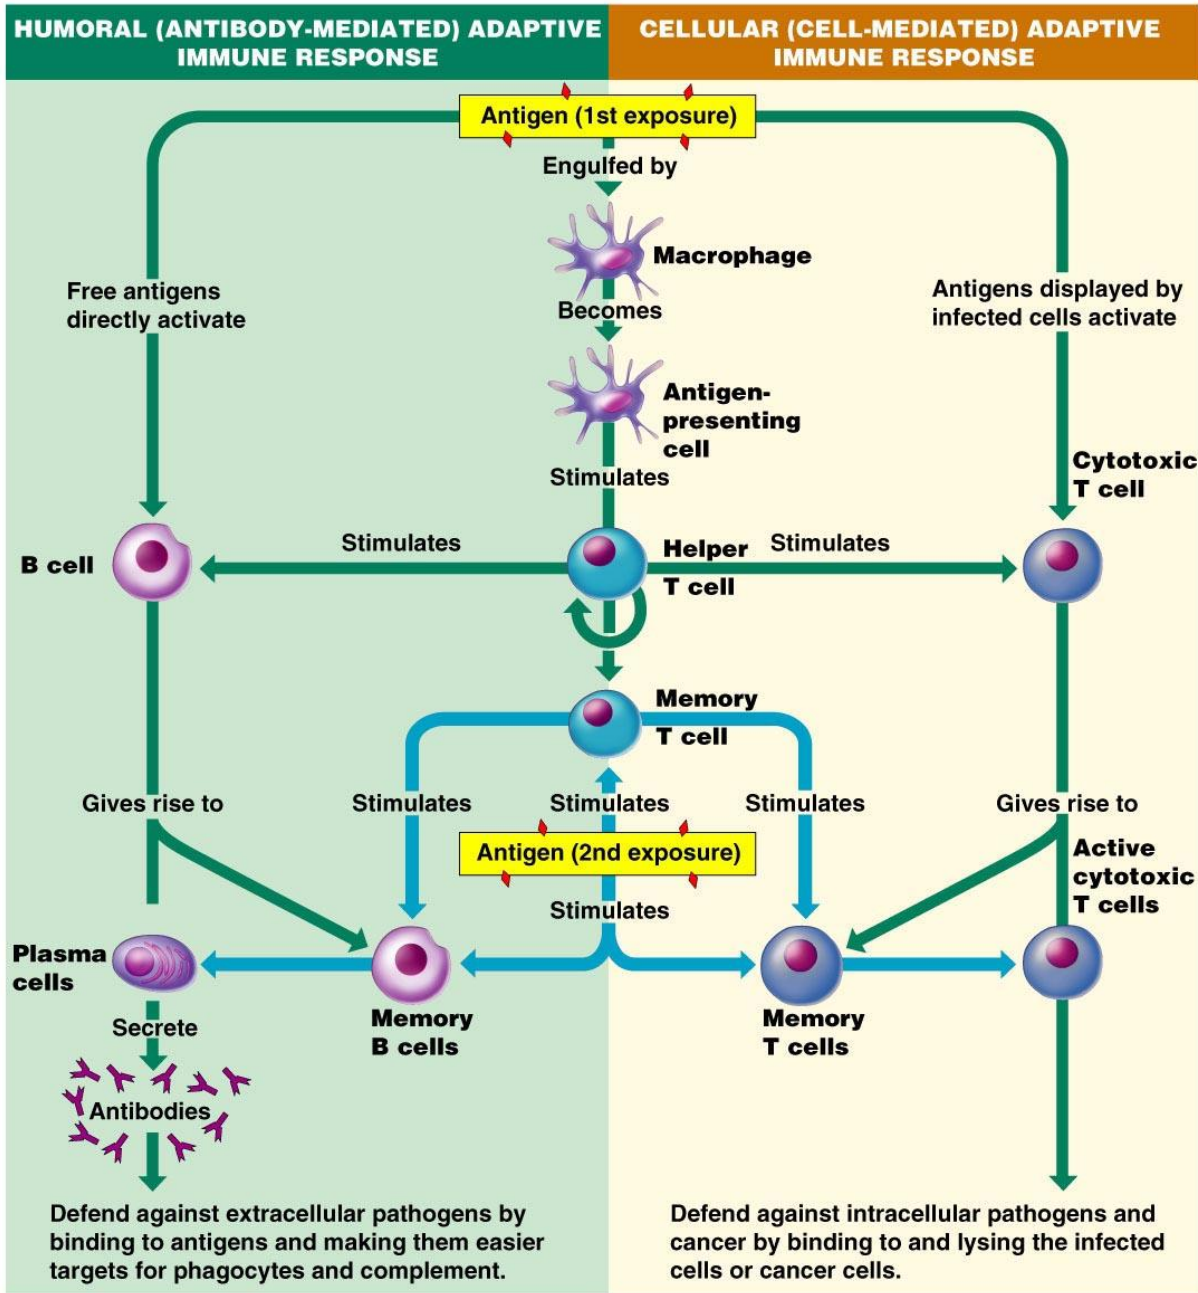 HUMORAL (ANTIBODY-MEDIATED) ADAPTIVE
IMMUNE RESPONSE
CELLULAR (CELL-MEDIATED) ADAPTIVE
IMMUNE RESPONSE
Antigen (1st exposure)
Engulfed by
Macrophage
Becomes
Free antigens
directly activate
Antigens displayed by
infected cells activate
Antigen-
presenting
cell
Stimulates
Cytotoxic
T cell
B cell
Stimulates
Helper
T cell
Stimulates
Memory
T cell
Gives rise to
Stimulates
Stimulates
Stimulates
Gives rise to
Antigen (2nd exposure)
Active
cytotoxic
T cells
Stimulates
Plasma
cells
Memory
B cells
Memory
T cells
Secrete
Antibodies
Defend against extracellular pathogens by
binding to antigens and making them easier
targets for phagocytes and complement.
Defend against intracellular pathogens and
cancer by binding to and lysing the infected
cells or cancer cells.